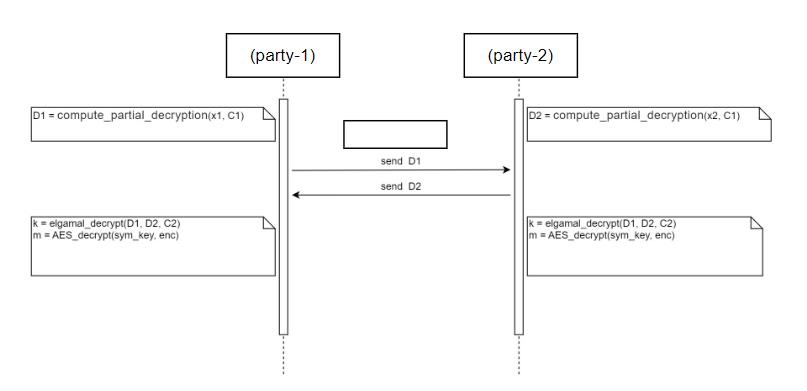 (party-1)
(party-2)
D1 = compute_partial_decryption(x1, C1)
D2 = compute_partial_decryption(x2, C1)
send D1
send D2
k = elgamal_decrypt(D1, D2, C2)
m = AES_decrypt(sym_key, enc)
k = elgamal_decrypt(D1, D2, C2)
m = AES_decrypt(sym_key, enc)